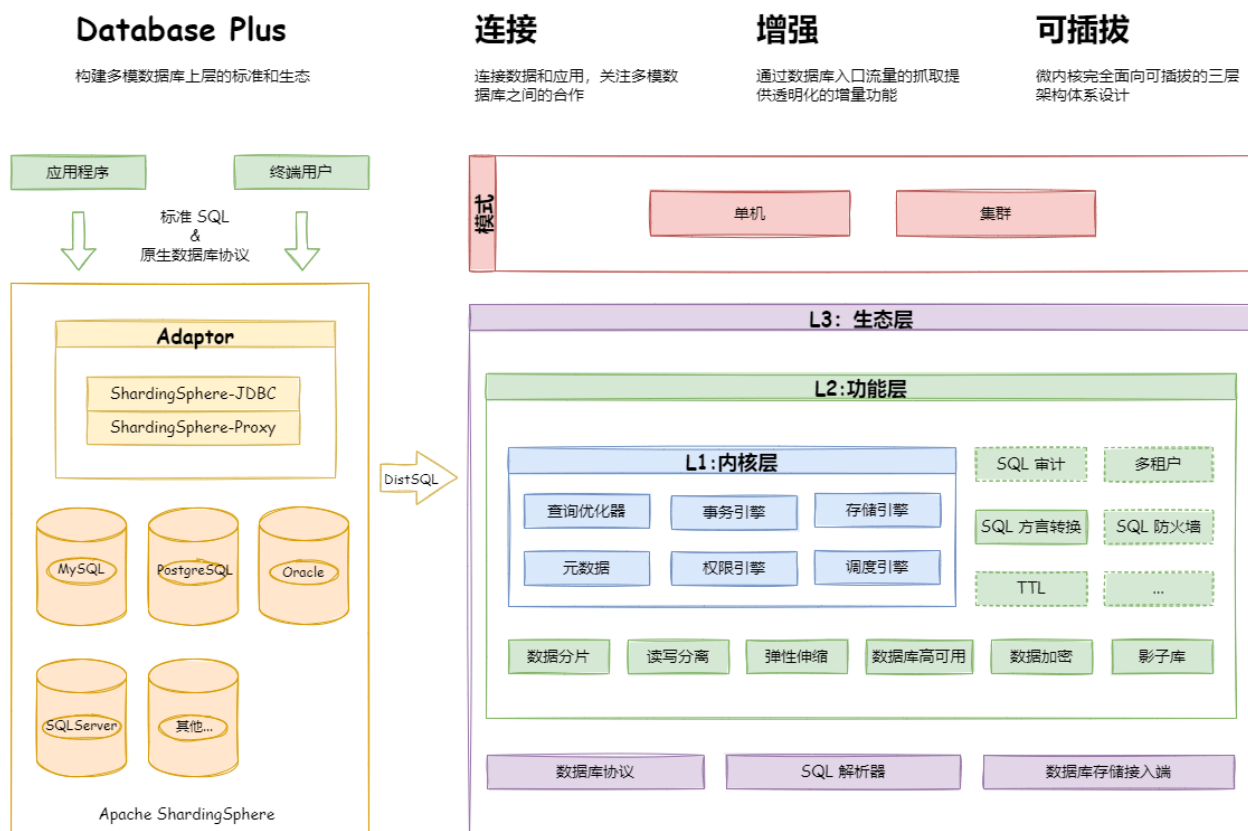 Database Plus
构建多模数据库上层的标准和生态
连接
连接数据和应用，关注多模数
据库之间的合作
增强
通过数据库入口流量的抓取提
供透明化的增量功能
可插拔
微内核完全面向可插拔的三层
架构体系设计
应用程序
终端用户
标准 SQL
&
原生数据库协议
Adaptor
ShardingSphere-JDBC
ShardingSphere-Proxy
MySQL
PostgreSQL
Oracle
SQLServer
其他...
Apache ShardingSphere
DistSQL
模式
单机
集群
L3：生态层
L2:功能层
L1:内核层
查询优化器
事务引擎
存储引擎
元数据
权限引擎
调度引擎
SQL 审计
多租户
SQL 方言转换
SQL 防火墙
TTL
...
数据分片
读写分离
弹性伸缩
数据库高可用
数据加密
影子库
数据库协议
SQL 解析器
数据库存储接入端